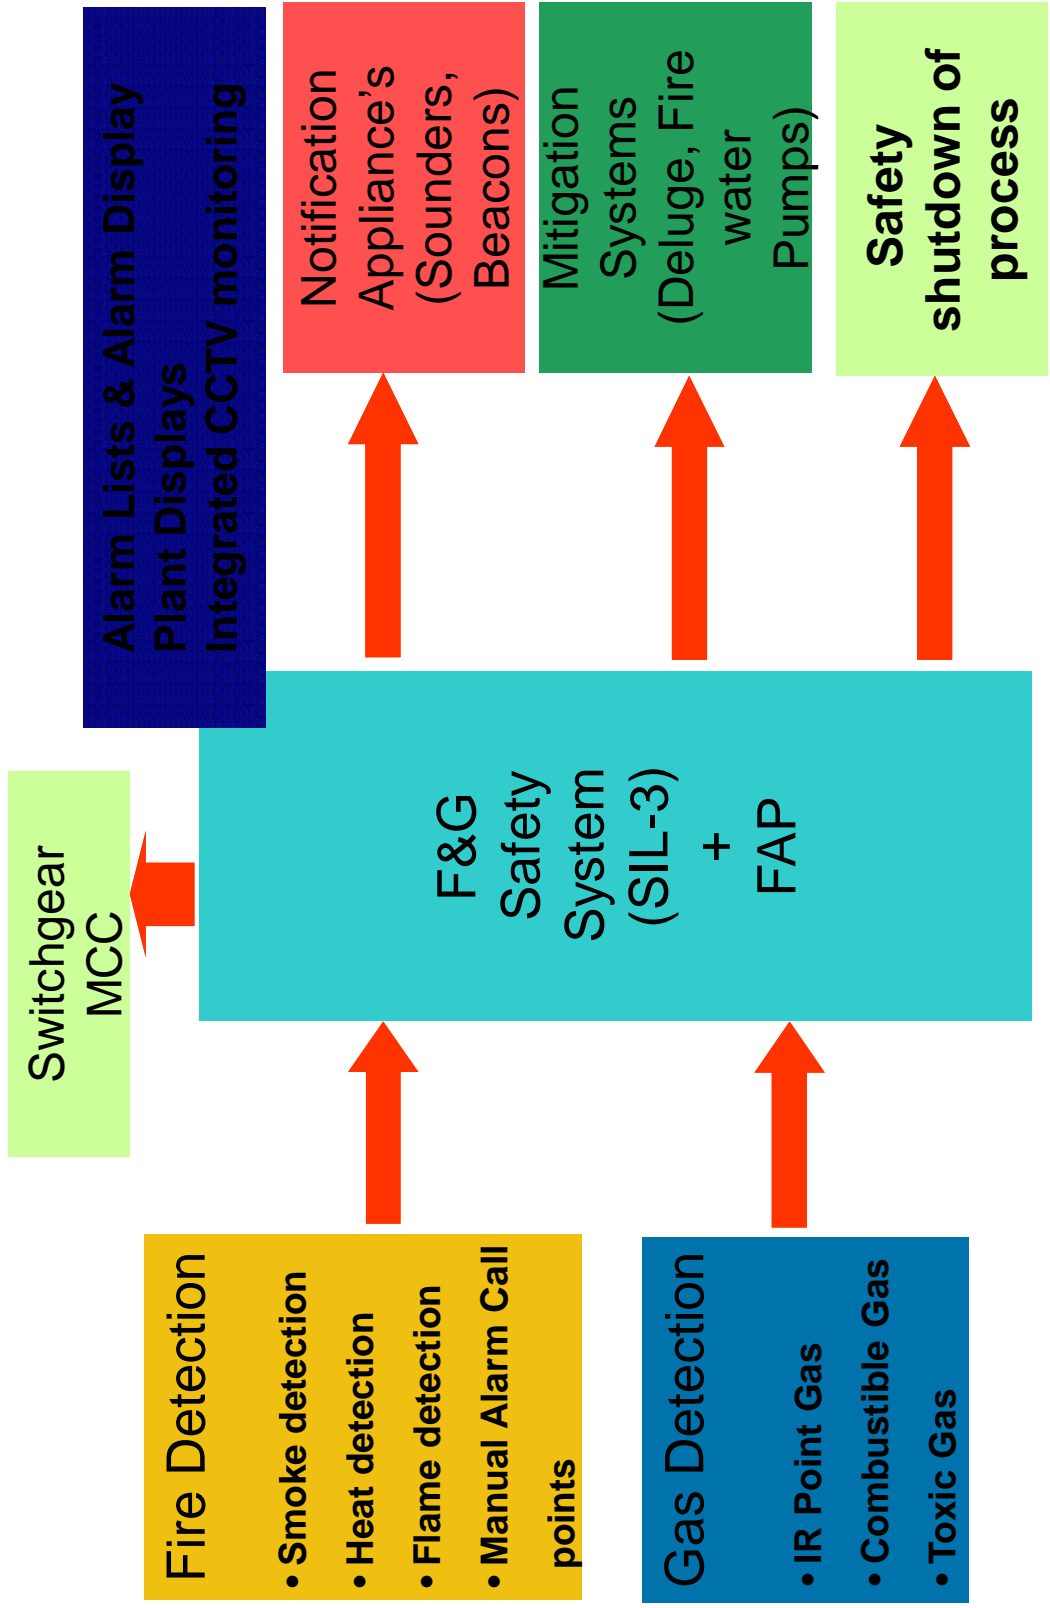 Fire Detection
• Smoke detection
• Heat detection
• Flame detection
• Manual Alarm Call
points
Gas Detection
• IR Point Gas
• Combustible Gas
• Toxic Gas
Switchgear
MCC
F&G
Safety
System
(SIL-3)
+
FAP
Alarm Lists & Alarm Display
Plant Displays
Integrated CCTV monitoring
Notification
Appliance’s
(Sounders,
Beacons)
Mitigation
Systems
(Deluge, Fire
water
Pumps)
Safety
shutdown of
process